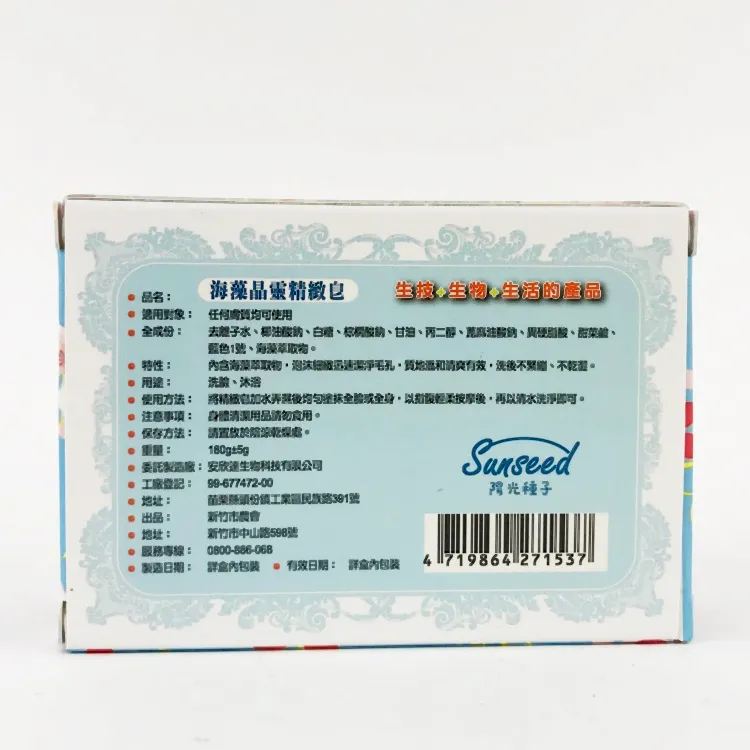 品名： 海藻晶靈精緻皂 生技+生物+生活的產品
適用對象： 任何膚質均可使用
全成份： 去離子水、椰油酸鈉、白糖、棕櫚酸鈉、甘油、丙二醇、蓖麻油酸鈉、異硬脂酸、甜菜鹼、
藍色1號、海藻萃取物。
特性： 內含海藻萃取物，泡沫細緻迅速潔淨毛孔，質地溫和清爽有效，洗後不緊繃、不乾澀。
用途： 洗臉、沐浴
使用方法： 將精緻皂加水弄濕後均勻塗抹全臉或全身，以指腹輕柔按摩後，再以清水洗淨即可。
注意事項： 身體清潔用品請勿食用。
保存方法： 請置放於陰涼乾燥處。
重量： 180g±5g
委託製造廠： 安欣達生物科技有限公司
工廠登記： 99-677472-00
地址： 苗栗縣頭份鎮工業區民族路391號
出品： 新竹市農會
地址： 新竹市中山路598號
服務專線： 0800-886-068
製造日期： 詳盒內包裝 有效日期： 詳盒內包裝
Sunseed
陽光種子
4 719864 271537